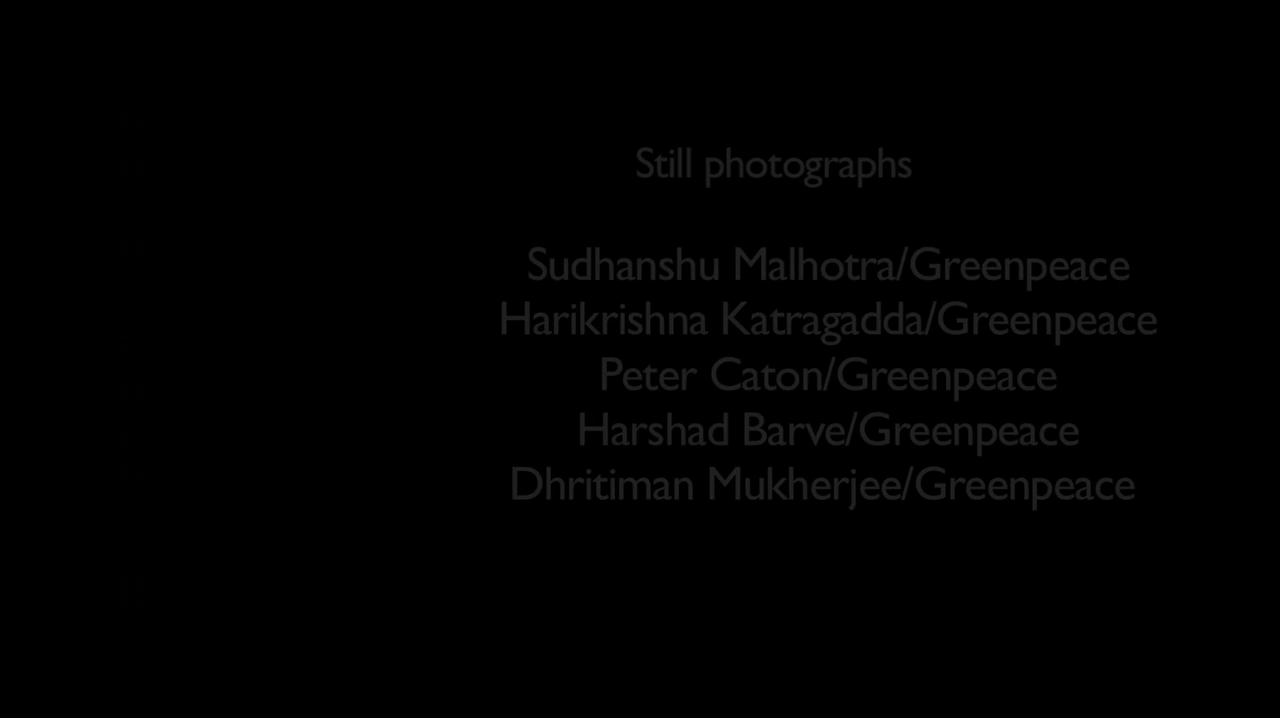 Still photographs
Sudhanshu Malhotra/Greenpeace
Harikrishna Katragadda/Greenpeace
Peter Caton/Greenpeace
Harshad Barve/Greenpeace
Dhritiman Mukherjee/Greenpeace